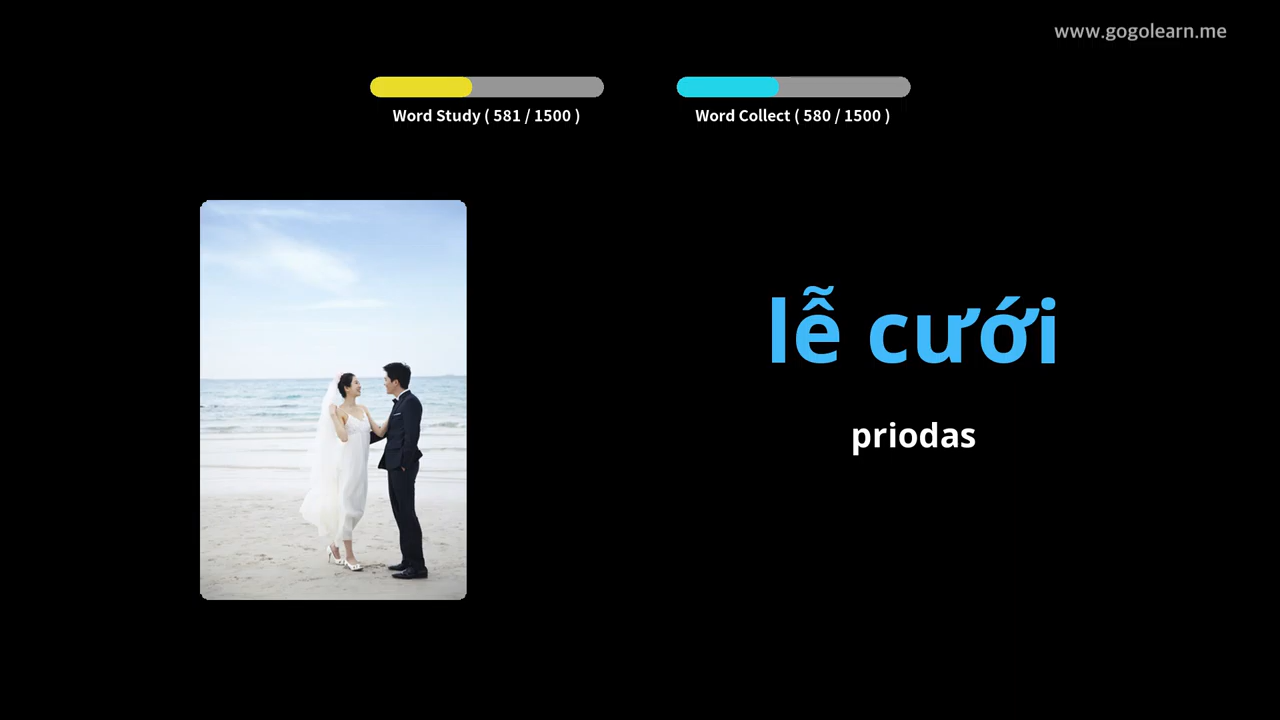 www.gogolearn.me
Word Study ( 581 / 1500 )
Word Collect ( 580 / 1500 )
lễ cưới
priodas